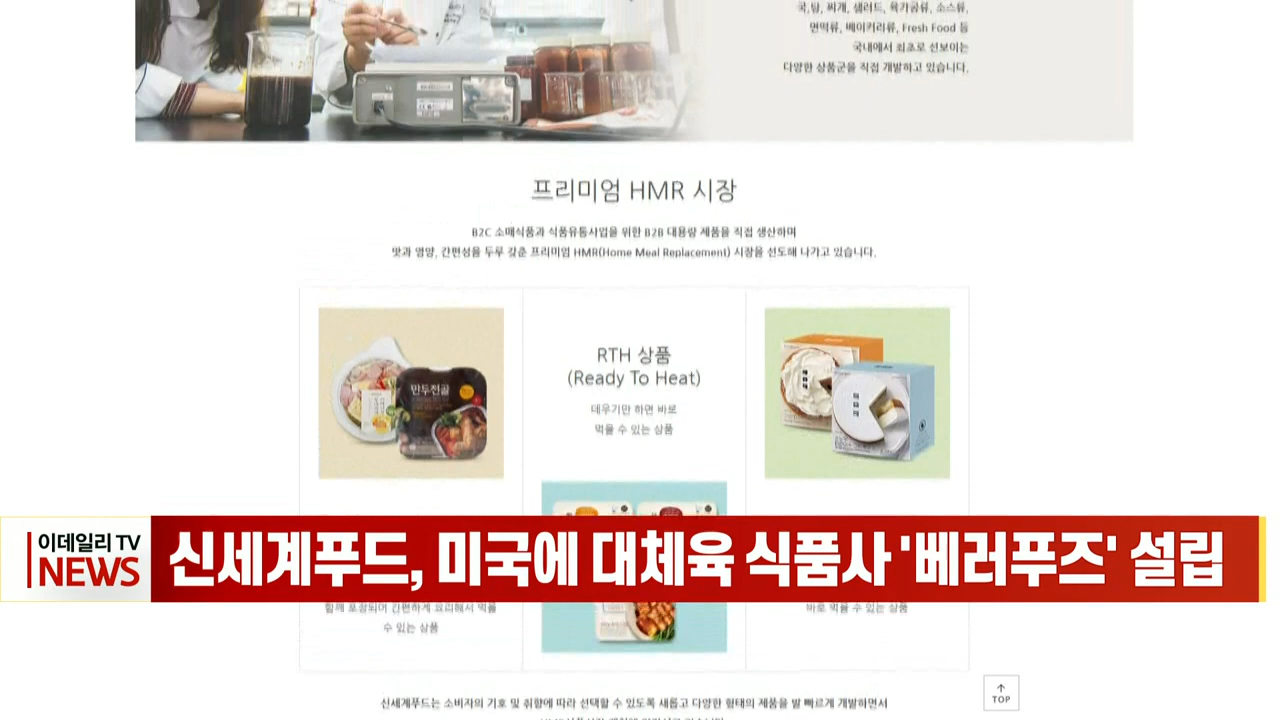 국,탕, 찌개, 샐러드, 육가공류, 소스류,
면떡류, 베이커리류, Fresh Food 등
국내에서 최초로 선보이는
다양한 상품군을 직접 개발하고 있습니다.
프리미엄 HMR 시장
B2C 소매식품과 식품유통사업을 위한 B2B 대용량 제품을 직접 생산하며
맛과 영양, 간편성을 두루 갖춘 프리미엄 HMR(Home Meal Replacement) 시장을 선도해 나가고 있습니다.
만두전골
RTH 상품
(Ready To Heat)
데우기만 하면 바로
먹을 수 있는 상품
이데일리 TV
NEWS
신세계푸드, 미국에 대체육 식품사 '베러푸즈' 설립
함께 포장되어 간편하게 요리해서 먹을
수 있는 상품
바로 먹을 수 있는 상품
TOP
신세계푸드는 소비자의 기호 및 취향에 따라 선택할 수 있도록 새롭고 다양한 형태의 제품을 발 빠르게 개발하면서